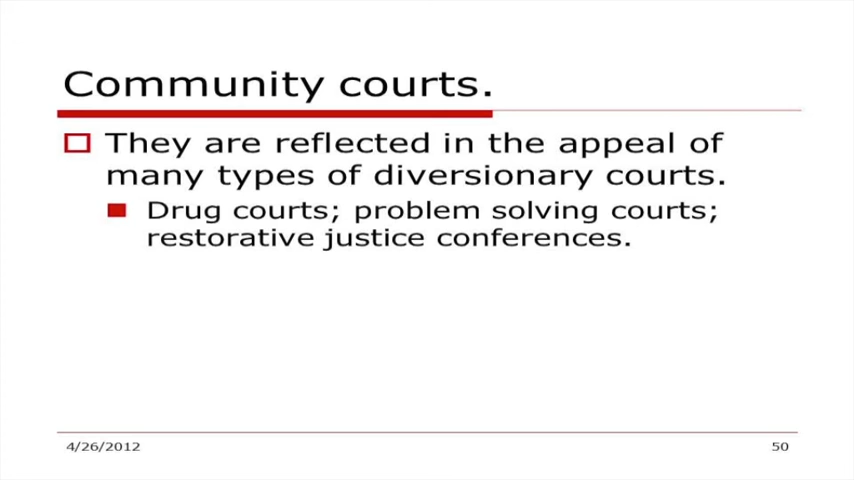 Community courts.
They are reflected in the appeal of
many types of diversionary courts.
Drug courts; problem solving courts;
restorative justice conferences.
4/26/2012
50